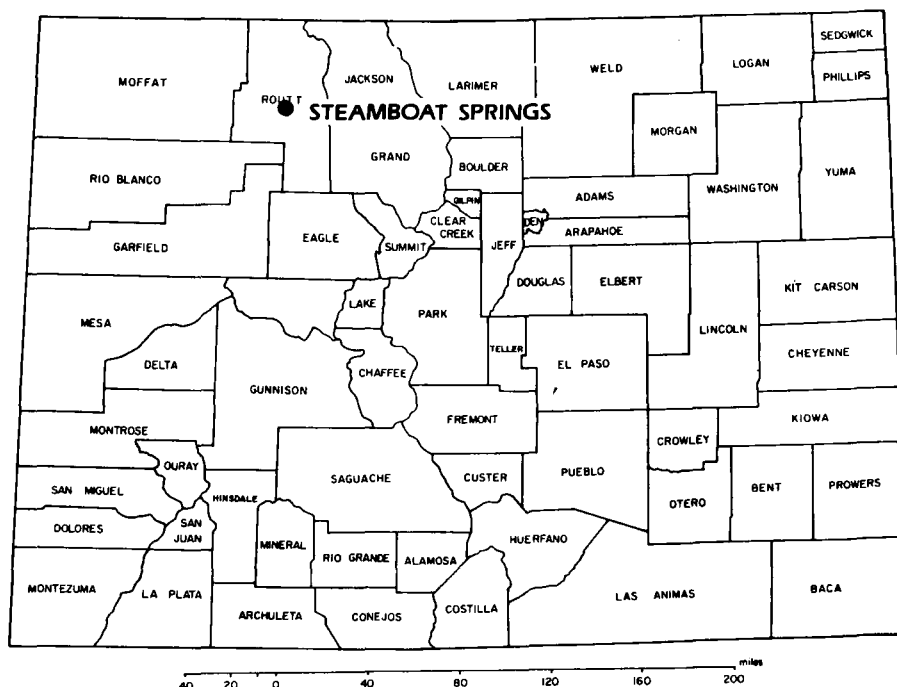 SEDGWICK
LOGAN
WELD
PHILLIPS
MOFFAT
JACKSON
LARIMER
ROUTT
STEAMBOAT SPRINGS
MORGAN
GRAND
BOULDER
YUMA
RIO BLANCO
WASHINGTON
ADAMS
GILPIN
DEN
CLEAR
CREEK
ARAPAHOE
EAGLE
SUMMIT
JEFF
GARFIELD
DOUGLAS
ELBERT
KIT CARSON
LAKE
PARK
MESA
LINCOLN
TELLER
CHEYENNE
DELTA
EL PASO
CHAFFEE
GUNNISON
FREMONT
KIOWA
MONTROSE
CROWLEY
OURAY
SAGUACHE
CUSTER
PUEBLO
SAN MIGUEL
HINSDALE
BENT
PROWERS
OTERO
DOLORES
SAN
JUAN
MINERAL
RIO GRANDE
ALAMOSA
HUERFANO
MONTEZUMA
LA PLATA
LAS ANIMAS
BACA
ARCHULETA
CONEJOS
COSTILLA
miles
40 20 0 40 80 120 160 200